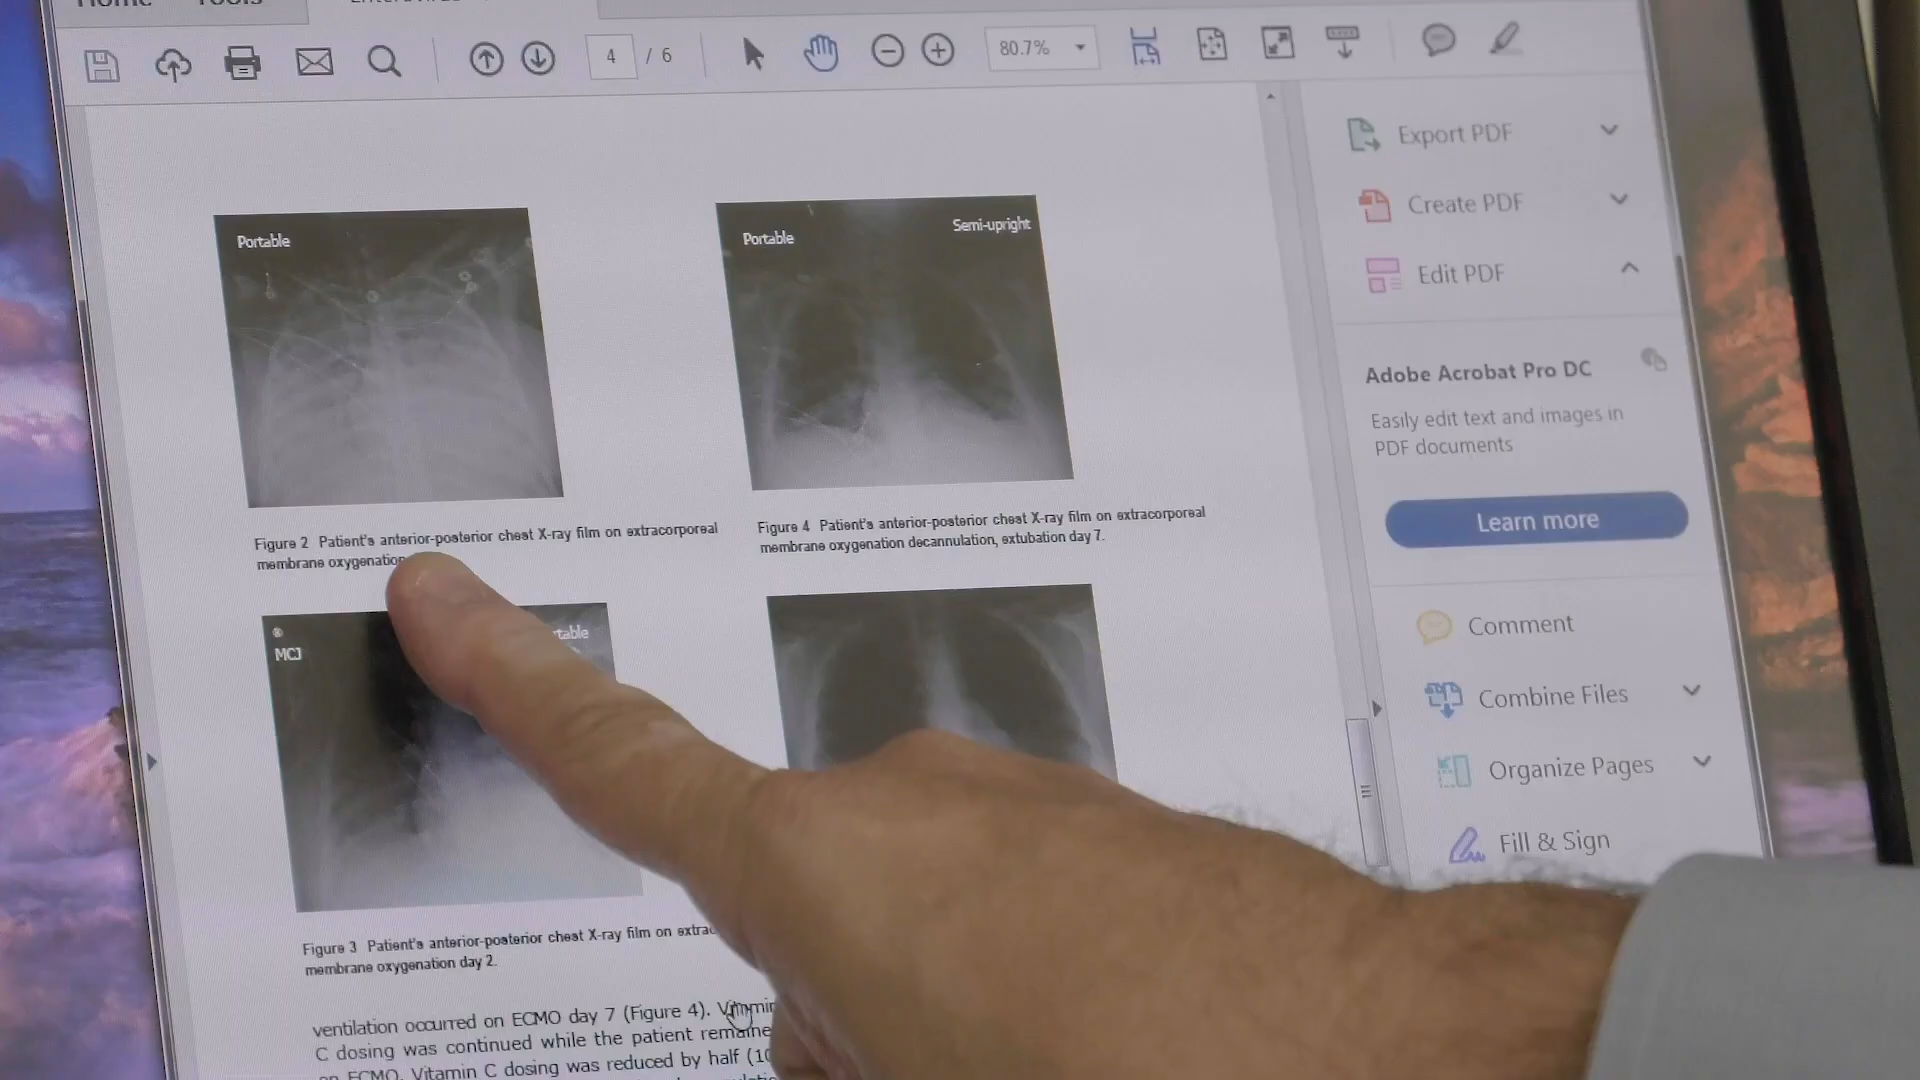 4 / 6
80.7%
Portable
Figure 2 Patient's anterior-posterior chest X-ray film on extracorporeal
membrane oxygenation
®
MCJ
Figure 3 Patient's anterior-posterior chest X-ray film on
membrane oxygenation day 2.
ventilation occurred on ECMO day 7 (Figure 4).
C dosing was continued while the patient
on ECMO. Vitamin C dosing was reduced by half
Portable
Semi-upright
Figure 4 Patient's anterior-posterior chest X-ray film on extracorporeal
membrane oxygenation decannulation, extubation day 7.
Export PDF
Create PDF
Edit PDF
Adobe Acrobat Pro DC
Easily edit text and images in
PDF documents
Learn more
Comment
Combine Files
Organize Pages
Fill & Sign